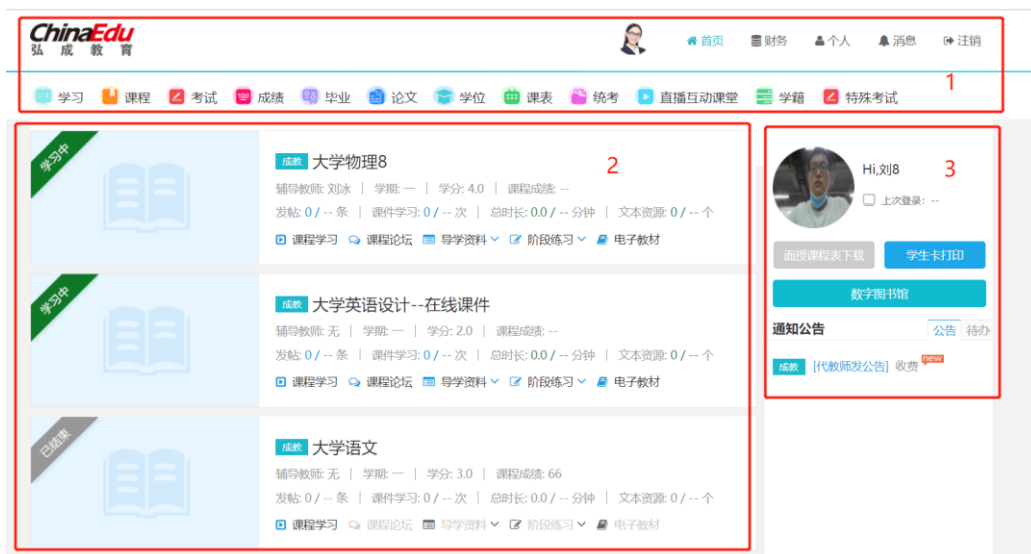 ChinaEdu
弘成教育
首页 财务 个人 消息 注销
1
学习 课程 考试 成绩 毕业 论文 学位 课表 统考 直播互动课堂 学籍 特殊考试
学习中
成教 大学物理8
2
辅导教师: 刘冰 | 学期: 一 | 学分: 4.0 | 课程成绩: --
发帖: 0 / -- 条 | 课件学习: 0 / -- 次 | 总时长: 0.0 / -- 分钟 | 文本资源: 0 / -- 个
课程学习 课程论坛 导学资料 阶段练习 电子教材
学习中
成教 大学英语设计--在线课件
辅导教师: 无 | 学期: 一 | 学分: 2.0 | 课程成绩: --
发帖: 0 / -- 条 | 课件学习: 0 / -- 次 | 总时长: 0.0 / -- 分钟 | 文本资源: 0 / -- 个
课程学习 课程论坛 导学资料 阶段练习 电子教材
已结束
成教 大学语文
辅导教师: 无 | 学期: 一 | 学分: 3.0 | 课程成绩: 66
发帖: 0 / -- 条 | 课件学习: 0 / -- 次 | 总时长: 0.0 / -- 分钟 | 文本资源: 0 / -- 个
课程学习 课程论坛 导学资料 阶段练习 电子教材
Hi,刘8
3
上次登录: --
面授课程表下载 学生卡打印
数字图书馆
通知公告 公告 待办
成教 [代教师发公告] 收费 new